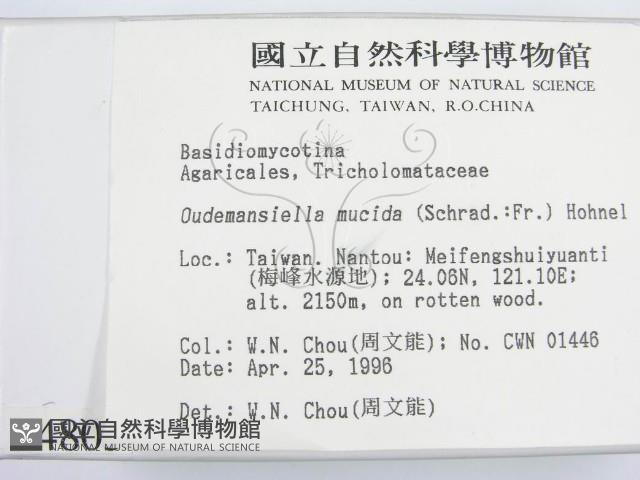 國立自然科學博物館
NATIONAL MUSEUM OF NATURAL SCIENCE
TAICHUNG, TAIWAN, R.O.CHINA
Basidiomycotina
Agaricales, Tricholomataceae
Oudemansiella mucida (Schrad.:Fr.) Hohnel
Loc.: Taiwan. Nantou: Meifengshuiyuanti
(梅峰水源地); 24.06N, 121.10E;
alt. 2150m, on rotten wood.
Col.: W.N. Chou(周文能); No. CWN 01446
Date: Apr. 25, 1996
Det.: W.N. Chou(周文能)
480
國立自然科學博物館
NATIONAL MUSEUM OF NATURAL SCIENCE